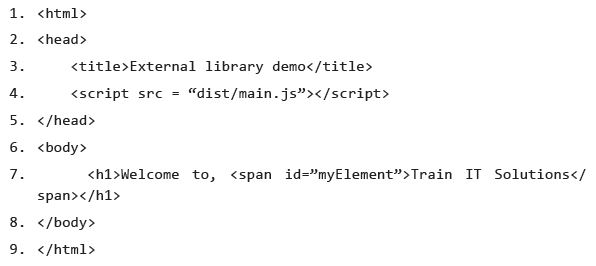 1. <html>
2. <head>
3. <title>External library demo</title>
4. <script src = “dist/main.js”></script>
5. </head>
6. <body>
7. <h1>Welcome to, <span id=”myElement”>Train IT Solutions</
span></h1>
8. </body>
9. </html>